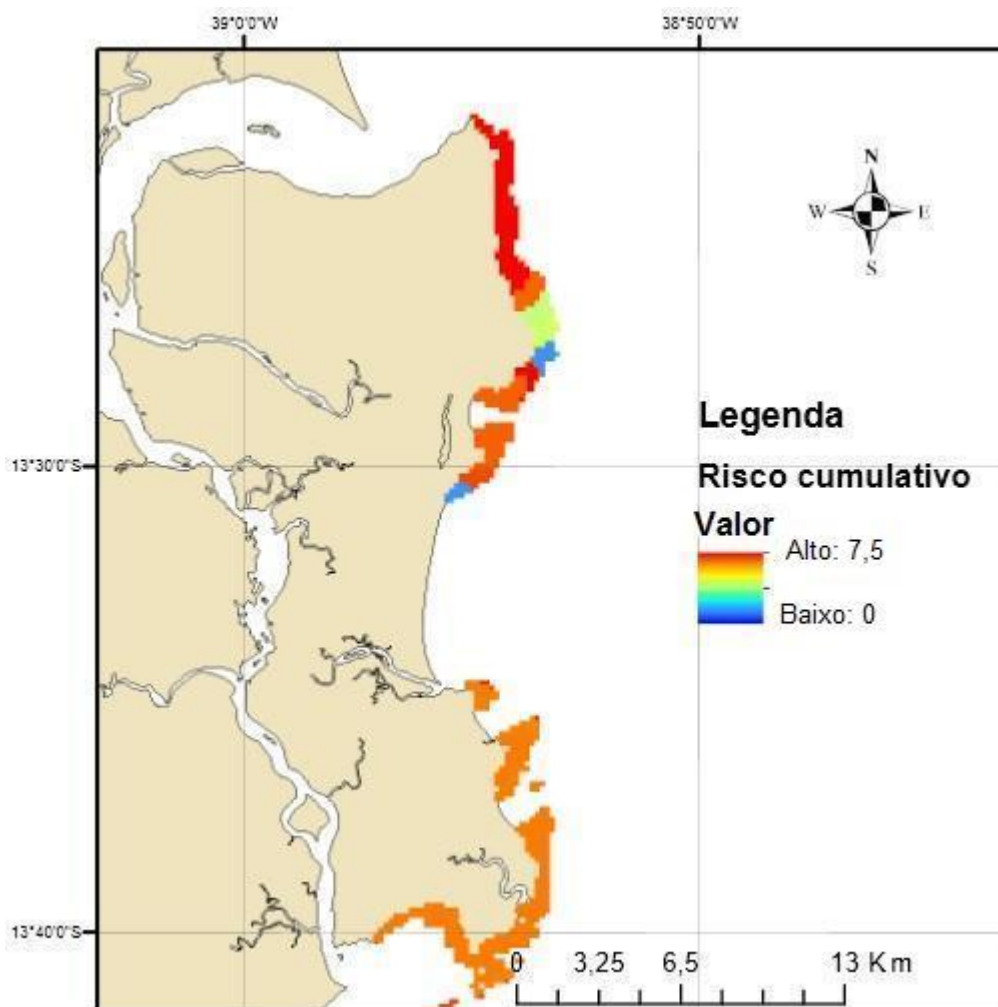 39°0'0"W 38°50'0"W
N
W E
S
Legenda
13°30'0"S
Risco cumulativo
Valor
Alto: 7,5
Baixo: 0
13°40'0"S
0 3,25 6,5 13 Km